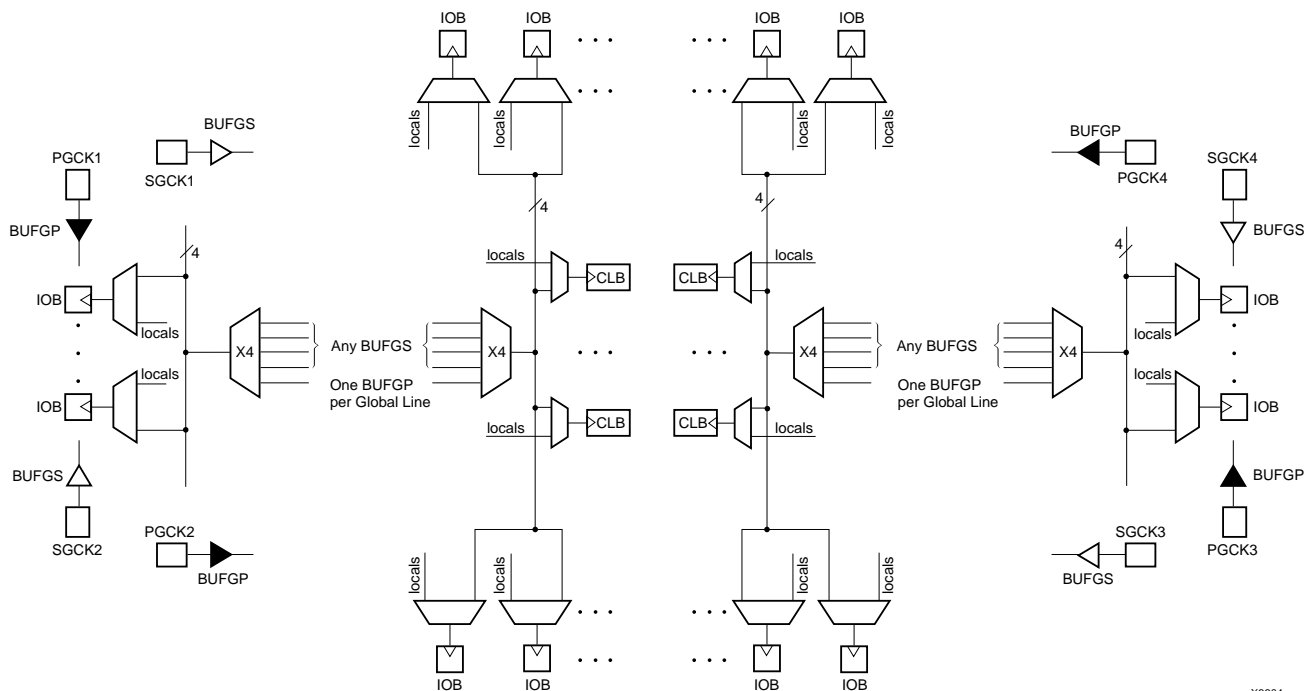 IOB IOB • • • • • • IOB IOB
• • • • • •
locals locals locals locals
BUFGS BUFGP
PGCK1 SGCK4
SGCK1 PGCK4
BUFGP 4 4 BUFGS
4 4
locals locals
CLB CLB
IOB IOB
locals locals
X4 Any BUFGS X4 • • • • • • X4 Any BUFGS X4
locals locals
One BUFGP One BUFGP
per Global Line per Global Line
IOB CLB CLB IOB
locals locals
BUFGS BUFGP
PGCK2 SGCK3
SGCK2 PGCK3
BUFGP BUFGS
locals locals locals locals
• • • • • •
• • • • • •
IOB IOB IOB IOB